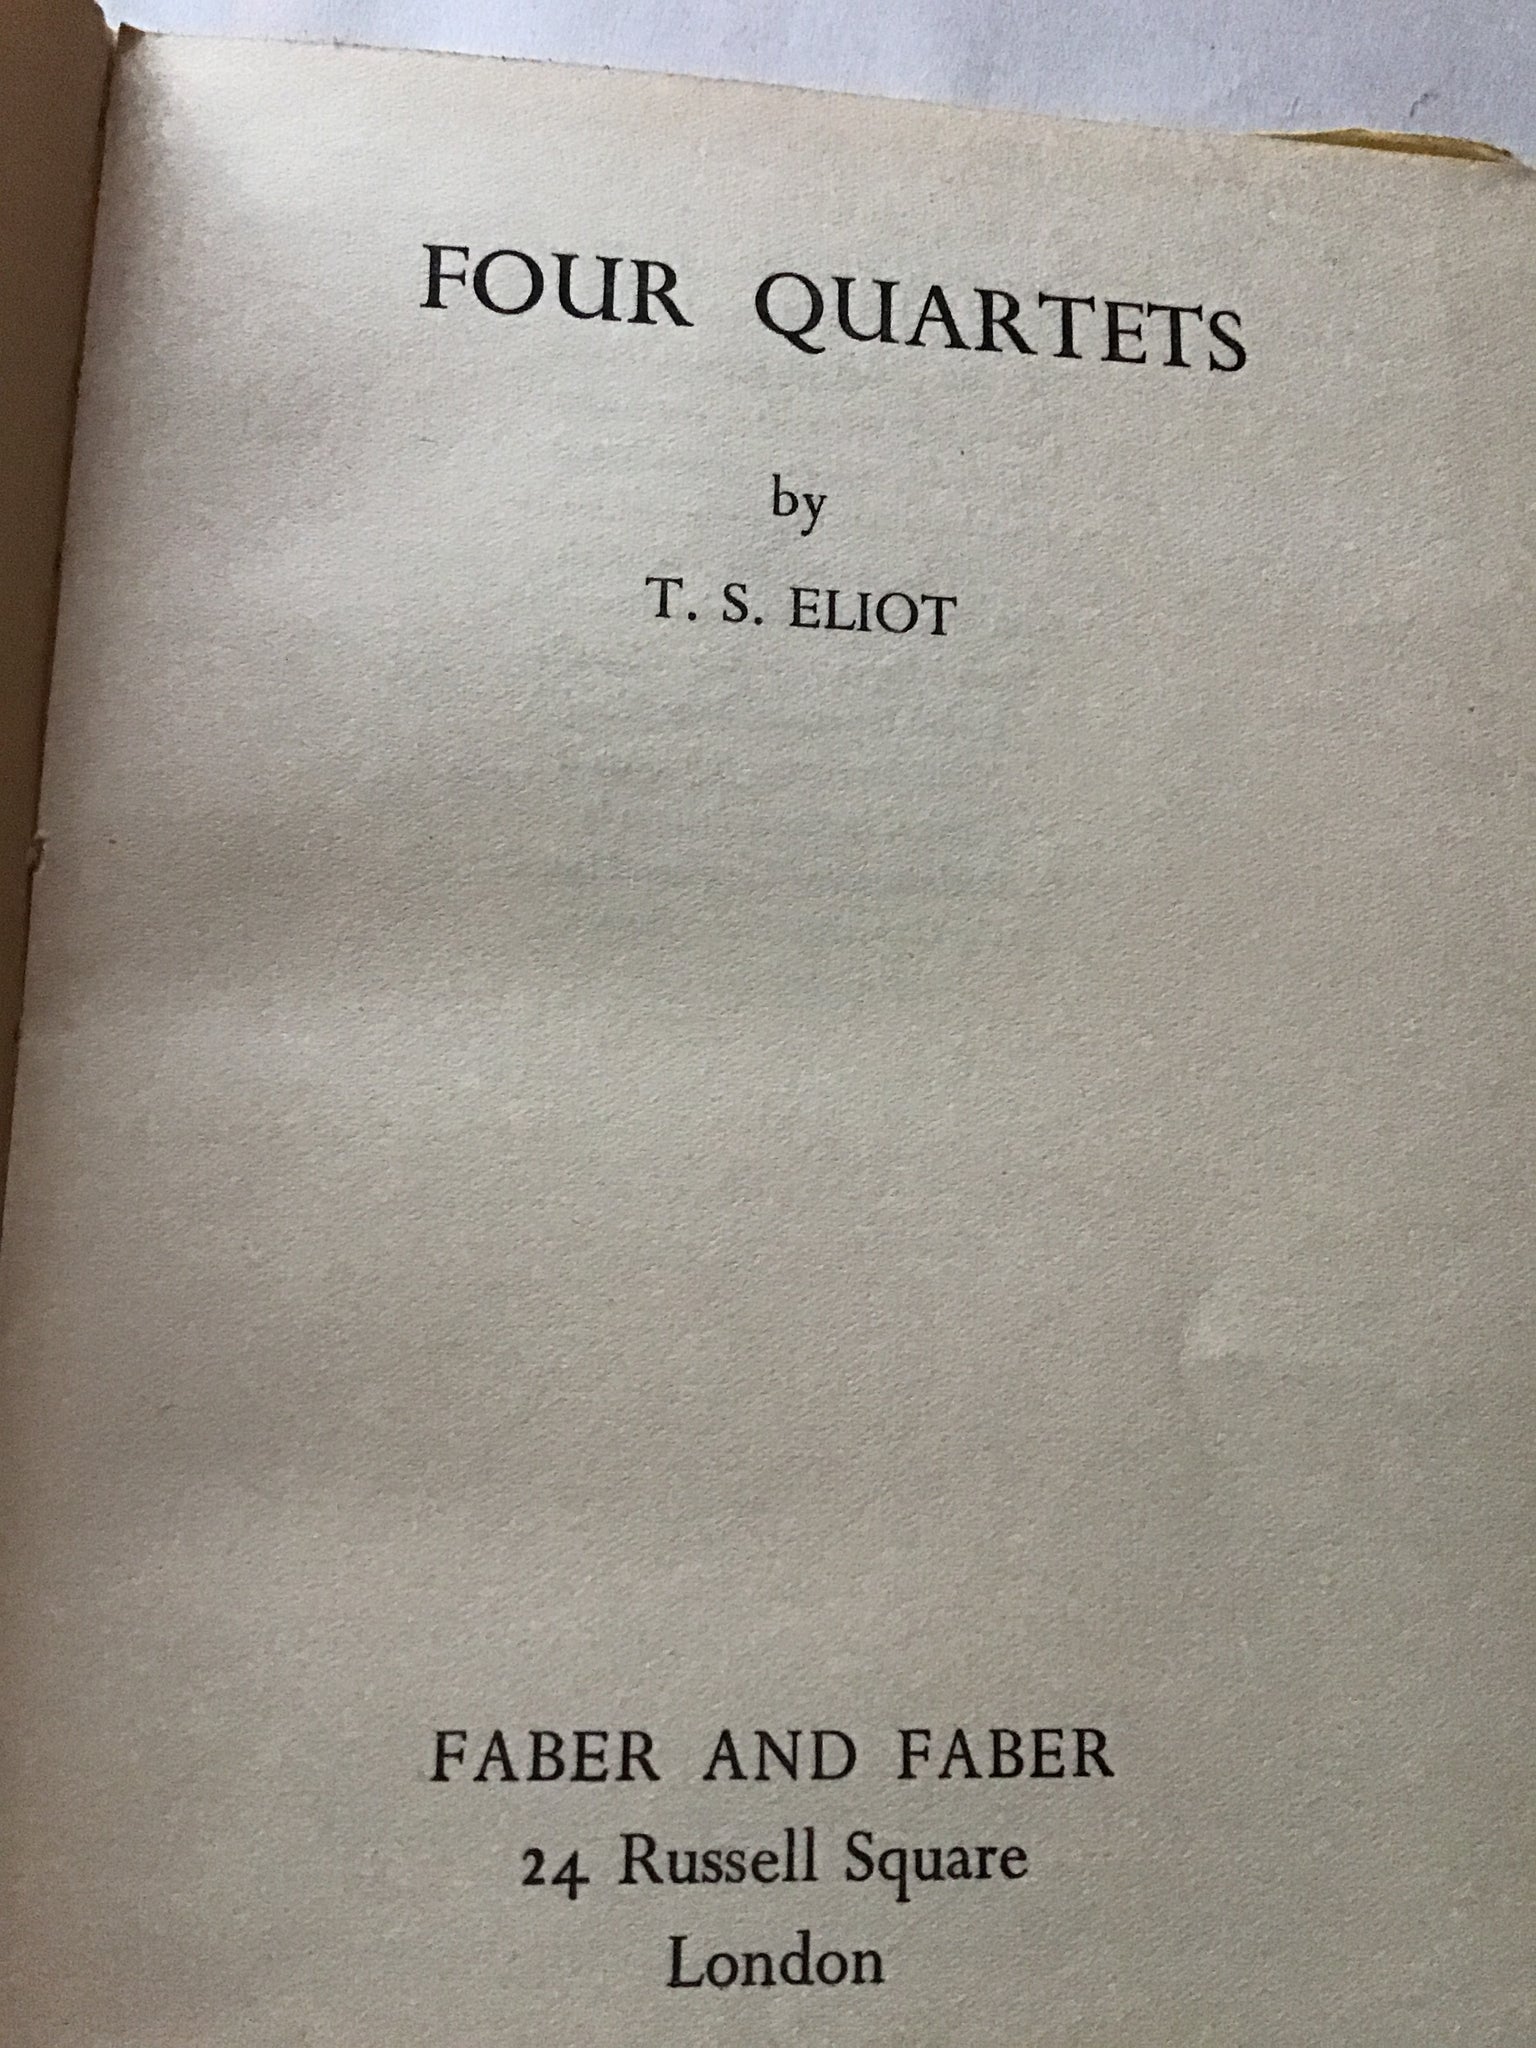 FOUR QUARTETS
by
T. S. ELIOT
FABER AND FABER
24 Russell Square
London